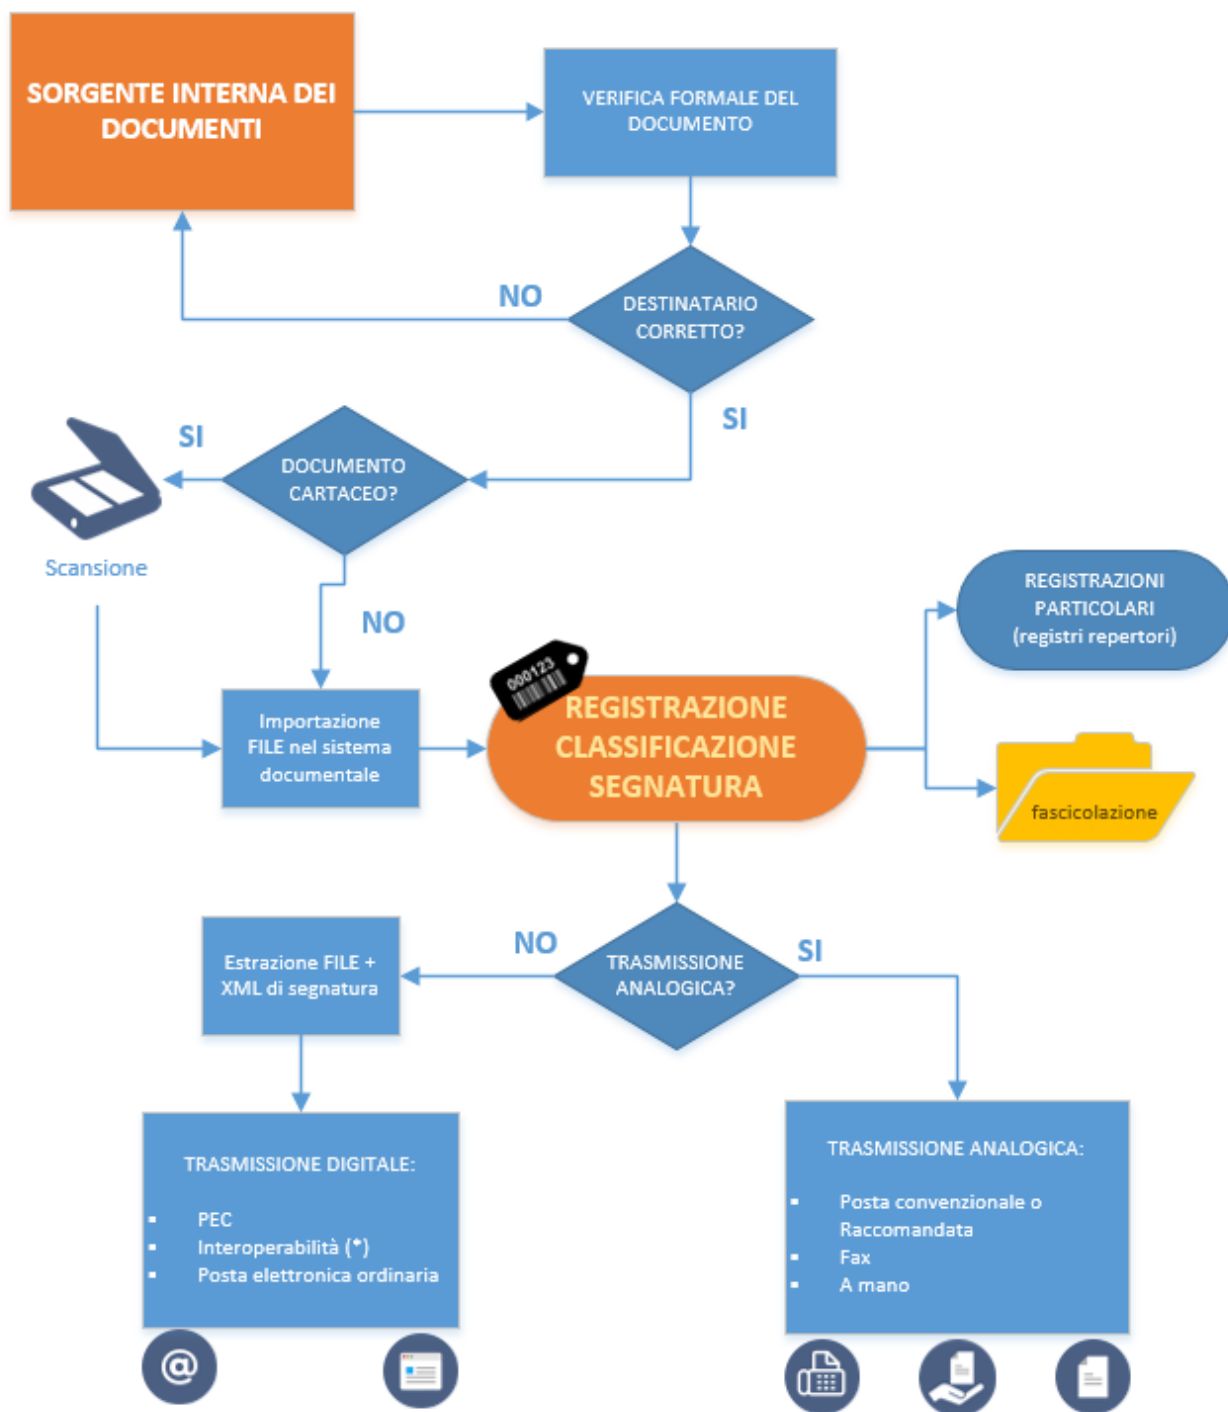 SORGENTE INTERNA DEI
DOCUMENTI
VERIFICA FORMALE DEL
DOCUMENTO
NO
DESTINATARIO
CORRETTO?
SI
SI
DOCUMENTO
CARTACEO?
Scansione
NO
REGISTRAZIONI
PARTICOLARI
(registri repertori)
000123
Importazione
FILE nel sistema
documentale
REGISTRAZIONE
CLASSIFICAZIONE
SEGNATURA
fascicolazione
NO
SI
Estrazione FILE +
XML di segnatura
TRASMISSIONE
ANALOGICA?
TRASMISSIONE DIGITALE:
▪ PEC
▪ Interoperabilità (*)
▪ Posta elettronica ordinaria
@
TRASMISSIONE ANALOGICA:
▪ Posta convenzionale o
Raccomandata
▪ Fax
▪ A mano